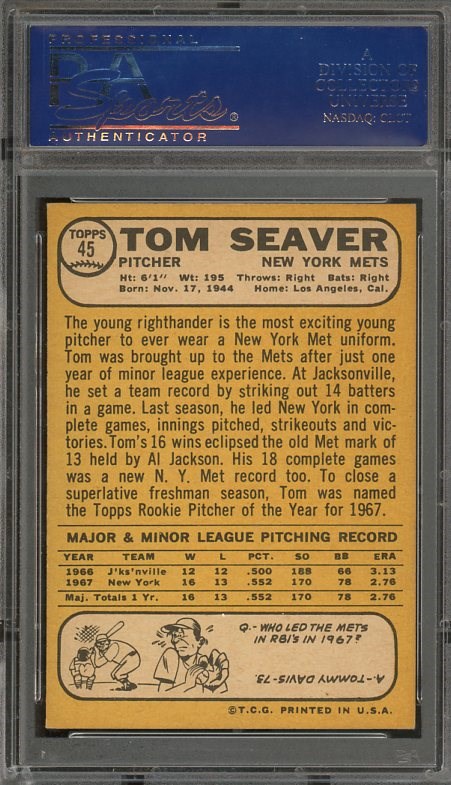 PROFESSIONAL
PSA
Sports®
AUTHENTICATOR
A
DIVISION OF
COLLECTORS
UNIVERSE
NASDAQ: CLCT
TOPPS
45
TOM SEAVER
PITCHER NEW YORK METS
Ht: 6'1" Wt: 195 Throws: Right Bats: Right
Born: Nov. 17, 1944 Home: Los Angeles, Cal.
The young righthander is the most exciting young
pitcher to ever wear a New York Met uniform.
Tom was brought up to the Mets after just one
year of minor league experience. At Jacksonville,
he set a team record by striking out 14 batters
in a game. Last season, he led New York in com-
plete games, innings pitched, strikeouts and vic-
tories. Tom's 16 wins eclipsed the old Met mark of
13 held by Al Jackson. His 18 complete games
was a new N. Y. Met record too. To close a
superlative freshman season, Tom was named
the Topps Rookie Pitcher of the Year for 1967.
MAJOR & MINOR LEAGUE PITCHING RECORD
YEAR TEAM W L PCT. SO BB ERA
1966 J'ks'nville 12 12 .500 188 66 3.13
1967 New York 16 13 .552 170 78 2.76
Maj. Totals 1 Yr. 16 13 .552 170 78 2.76
Q.- WHO LED THE METS
IN RBI'S IN 1967?
A.- TOMMY DAVIS - 73.
©T.C.G. PRINTED IN U.S.A.